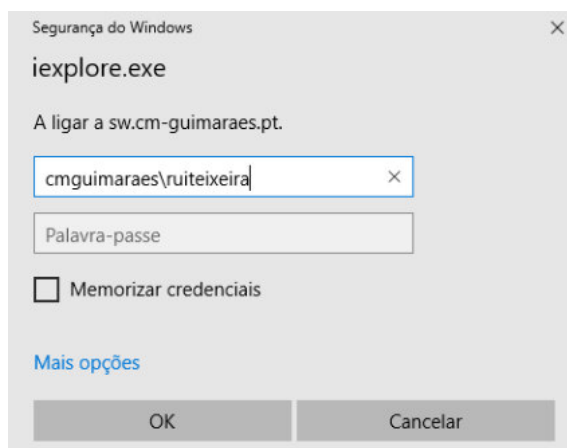 Segurança do Windows
iexplore.exe
A ligar a sw.cm-guimaraes.pt.
cmguimaraes\ruiteixeira
Palavra-passe
Memorizar credenciais
Mais opções
OK
Cancelar